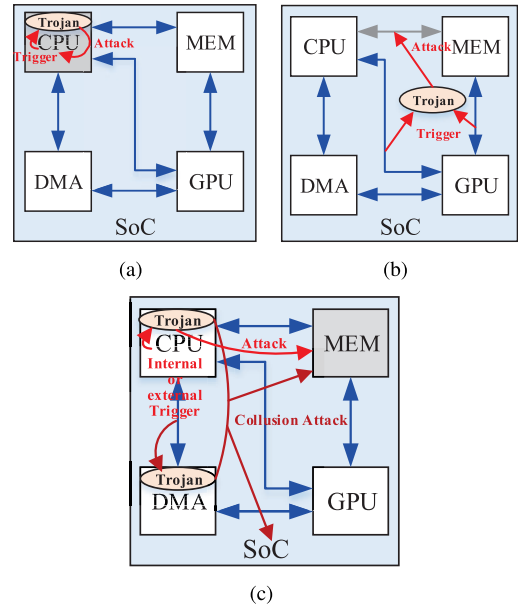 Trojan
CPU
Attack
Trigger
MEM
DMA
GPU
SoC
(a)
CPU
MEM
Attack
Trojan
Trigger
DMA
GPU
SoC
(b)
Trojan
CPU
Attack
MEM
Internal
or
external
Trigger
Collusion Attack
Trojan
DMA
GPU
SoC
(c)